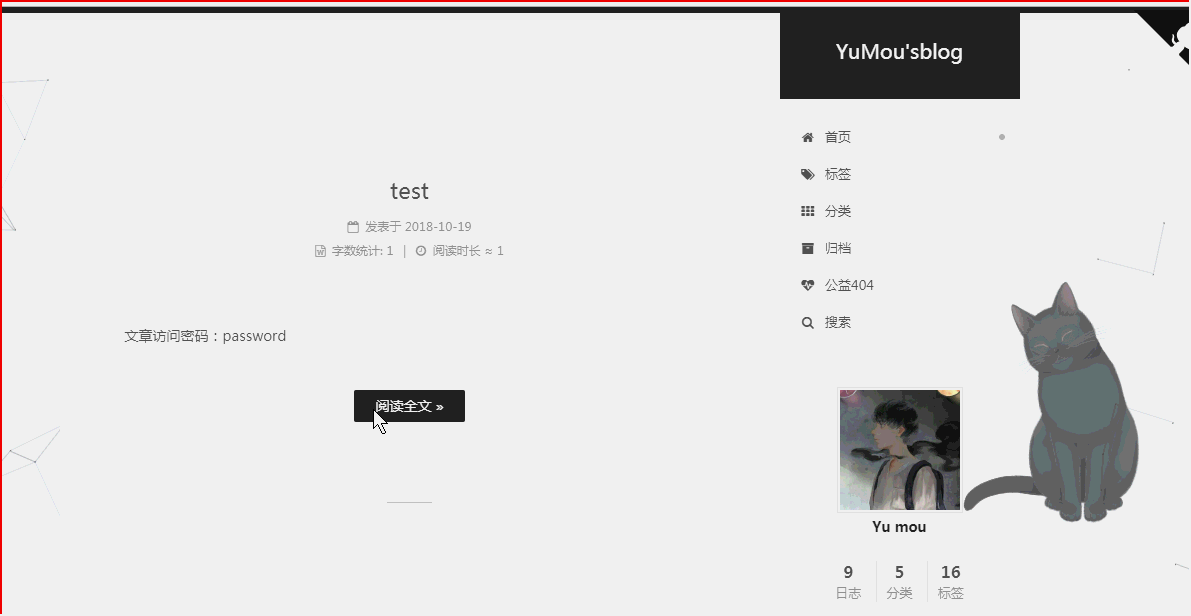 YuMou'sblog
首页
标签
分类
归档
公益404
搜索
test
发表于 2018-10-19
字数统计: 1 | 阅读时长 ≈ 1
文章访问密码：password
阅读全文 »
Yu mou
9 5 16
日志 分类 标签